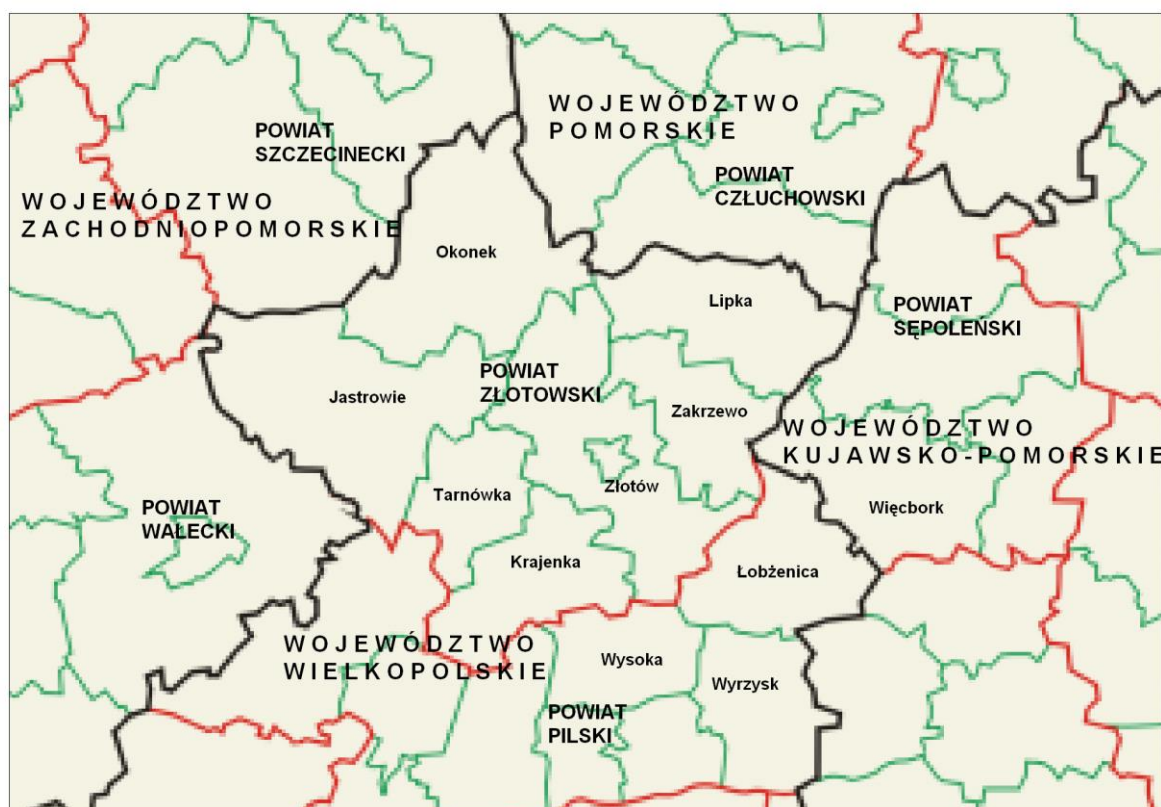 WOJEWÓDZTWO
POMORSKIE
POWIAT
SZCZECINECKI
POWIAT
CZŁUCHOWSKI
WOJEWÓDZTWO
ZACHODNIOPOMORSKIE
Okonek
Lipka
POWIAT
SĘPOLEŃSKI
POWIAT
ZŁOTOWSKI
Jastrowie
Zakrzewo
WOJEWÓDZTWO
KUJAWSKO-POMORSKIE
Tarnówka
Złotów
Więcbork
POWIAT
WAŁECKI
Krajenka
Łobżenica
WOJEWÓDZTWO
WIELKOPOLSKIE
Wysoka
Wyrzysk
POWIAT
PILSKI